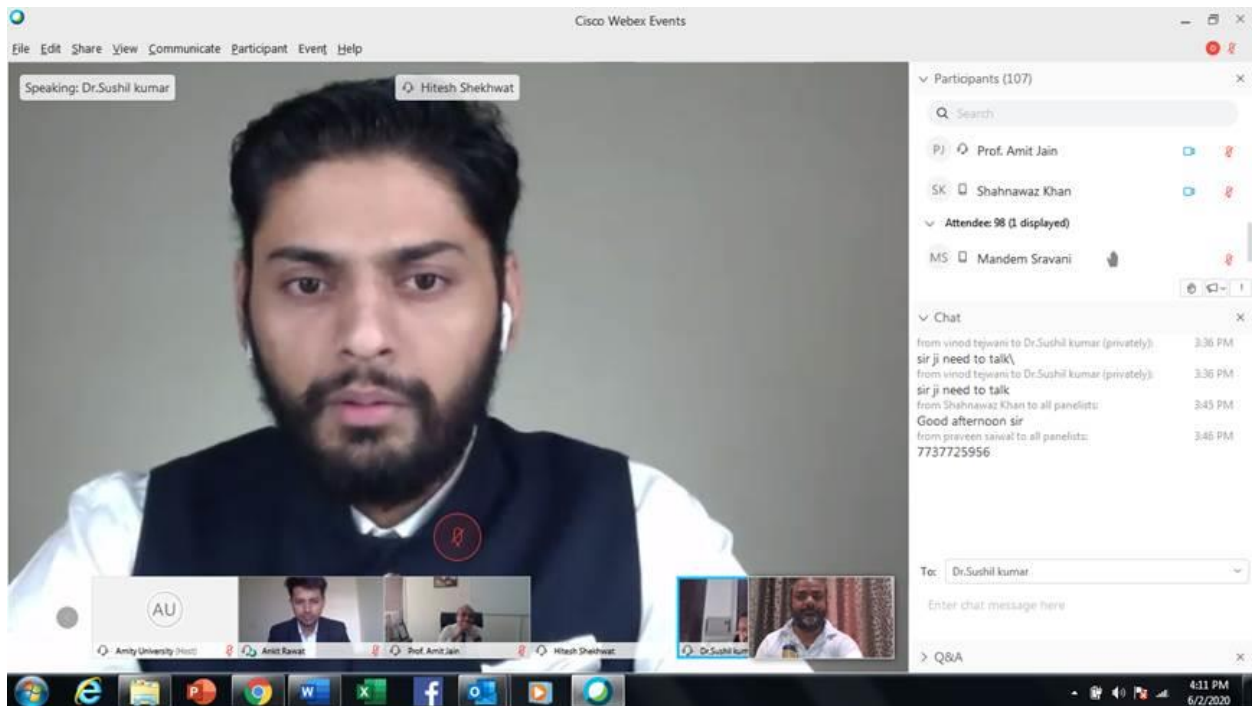 Cisco Webex Events
File Edit Share View Communicate Participant Event Help
Speaking: Dr.Sushil kumar
Hitesh Shekhwat
Participants (107)
Search
PJ Prof. Amit Jain
SK Shahnawaz Khan
Attendee: 98 (1 displayed)
MS Mandem Sravani
Chat
from vinod tejwani to Dr.Sushil kumar (privately): 3:36 PM
sir ji need to talk\
from vinod tejwani to Dr.Sushil kumar (privately): 3:36 PM
sir ji need to talk
from Shahnawaz Khan to all panelists: 3:45 PM
Good afternoon sir
from praveen saiwal to all panelists: 3:46 PM
7737725956
To: Dr.Sushil kumar
Enter chat message here
Q&A
AU
Amity University (Host)
Ankit Rawat
Prof. Amit Jain
Hitesh Shekhwat
Dr.Sushil kum
4:11 PM
6/2/2020